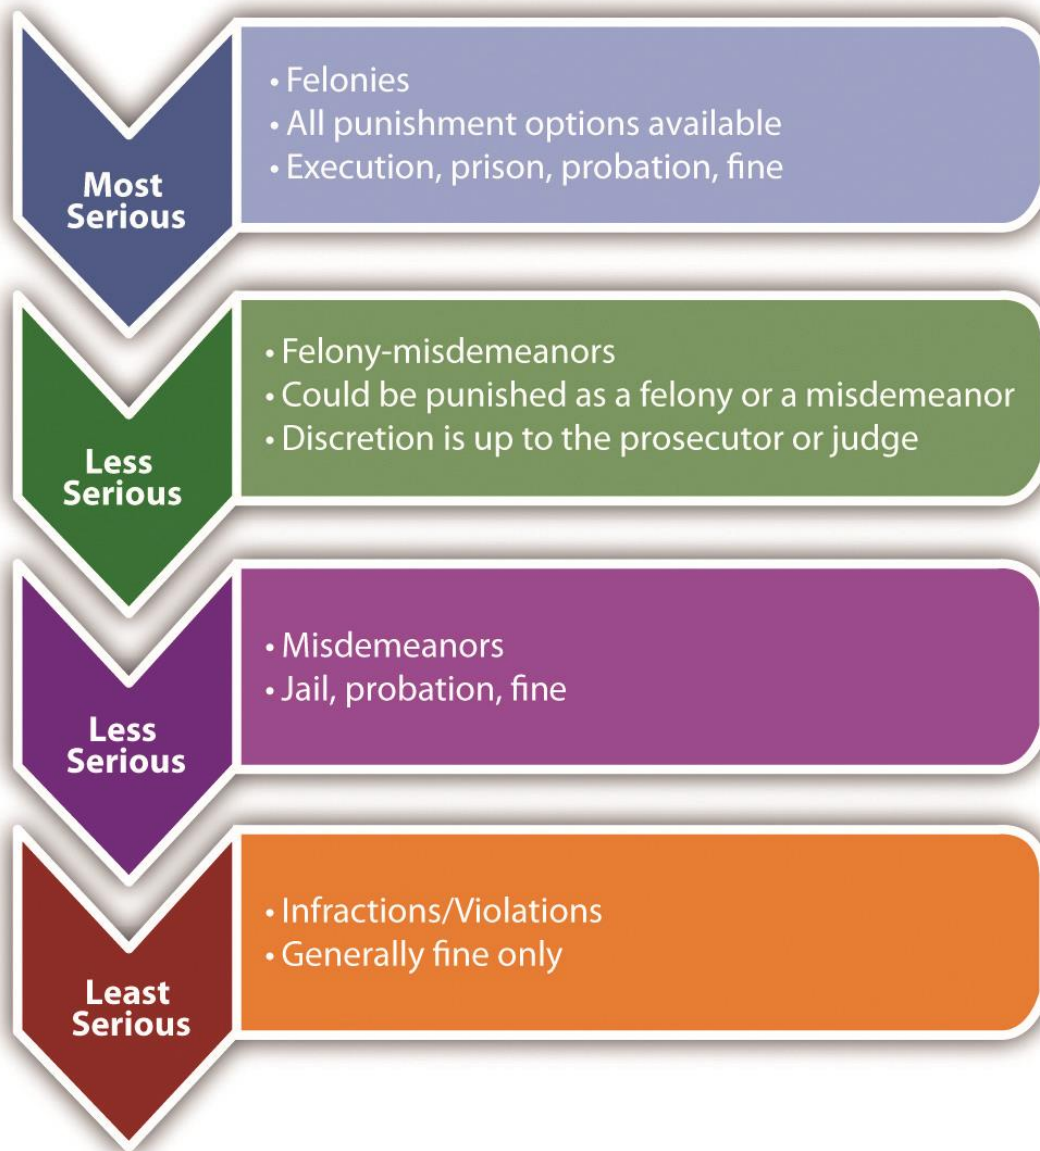 Most
Serious
• Felonies
• All punishment options available
• Execution, prison, probation, fine
Less
Serious
• Felony-misdemeanors
• Could be punished as a felony or a misdemeanor
• Discretion is up to the prosecutor or judge
Less
Serious
• Misdemeanors
• Jail, probation, fine
Least
Serious
• Infractions/Violations
• Generally fine only